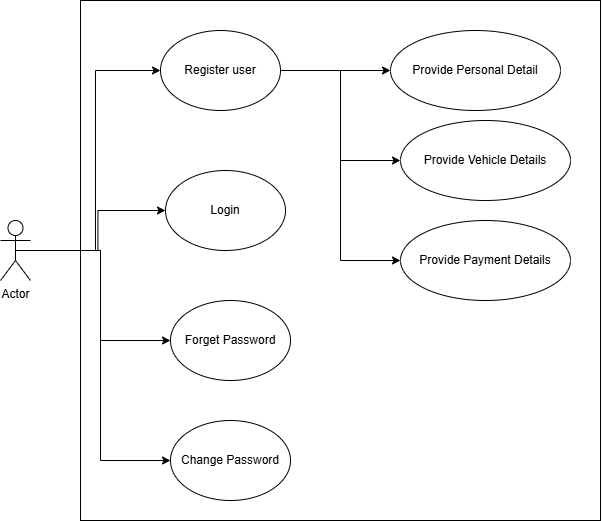 Register user
Provide Personal Detail
Provide Vehicle Details
Login
Provide Payment Details
Actor
Forget Password
Change Password